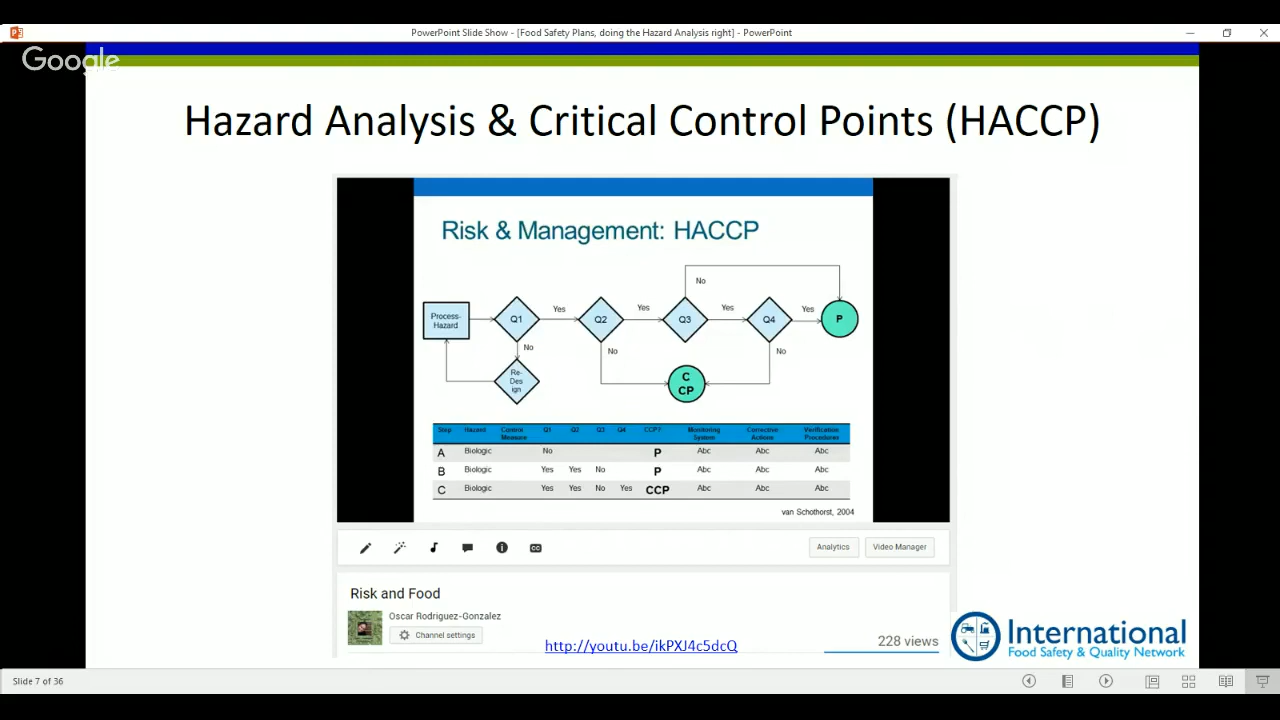 PowerPoint Slide Show - [Food Safety Plans, doing the Hazard Analysis right] - PowerPoint
Google
Hazard Analysis & Critical Control Points (HACCP)
Risk & Management: HACCP
No
Process-
Hazard
Q1
Yes
Q2
Yes
Q3
Yes
Q4
Yes
P
No
No
No
Re-
Des
ign
C
CP
Step Hazard Control Measure Q1 Q2 Q3 Q4 CCP? Monitoring System Corrective Actions Verification Procedures
A Biologic No P Abc Abc Abc
B Biologic Yes Yes No P Abc Abc Abc
C Biologic Yes Yes No Yes CCP Abc Abc Abc
van Schothorst, 2004
CC
Analytics
Video Manager
Risk and Food
Oscar Rodriguez-Gonzalez
Channel settings
http://youtu.be/ikPXJ4c5dcQ
228 views
International
Food Safety & Quality Network
Slide 7 of 36